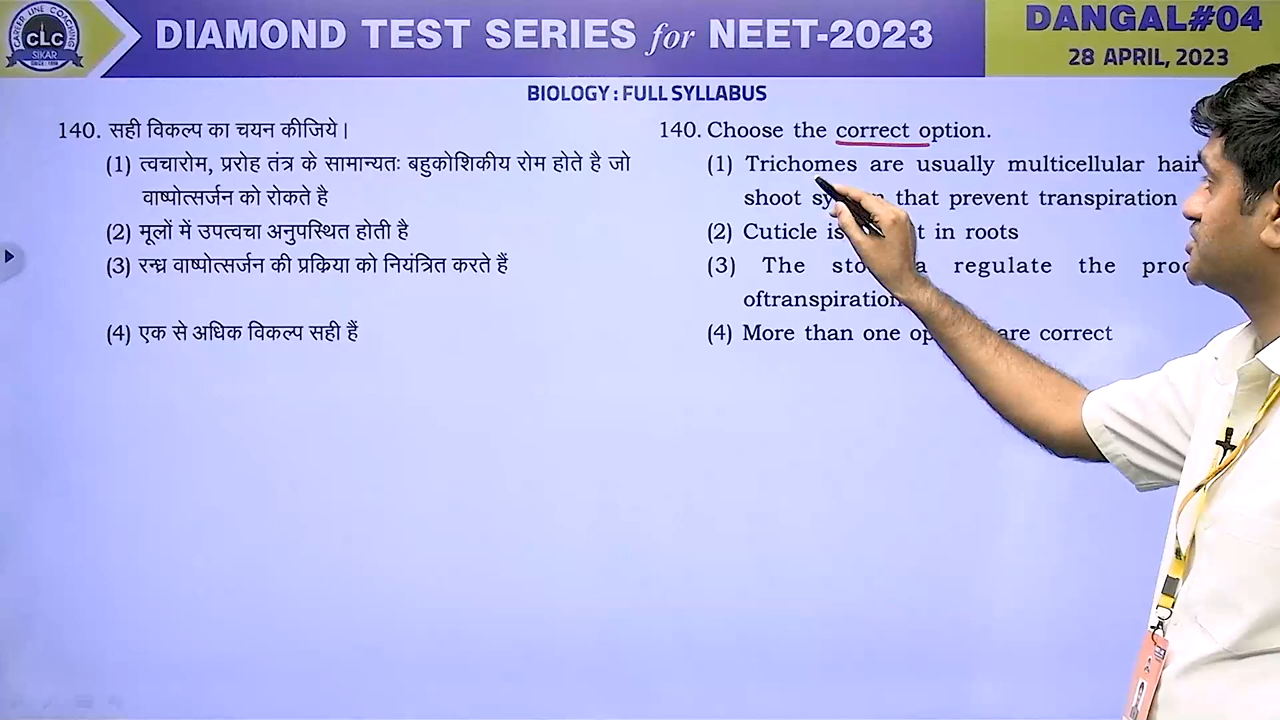 CAREER LINE COACHING
CLC
SIKAR
SINCE : 1996
DIAMOND TEST SERIES for NEET-2023
DANGAL#04
28 APRIL, 2023
BIOLOGY : FULL SYLLABUS
140. सही विकल्प का चयन कीजिये।
(1) त्वचारोम, प्ररोह तंत्र के सामान्यतः बहुकोशिकीय रोम होते है जो
वाष्पोत्सर्जन को रोकते है
(2) मूलों में उपत्वचा अनुपस्थित होती है
(3) रन्ध्र वाष्पोत्सर्जन की प्रक्रिया को नियंत्रित करते हैं
(4) एक से अधिक विकल्प सही हैं
140. Choose the correct option.
(1) Trichomes are usually multicellular hair
shoot that prevent transpiration
(2) Cuticle is in roots
(3) The regulate the
oftranspiration
(4) More than one are correct